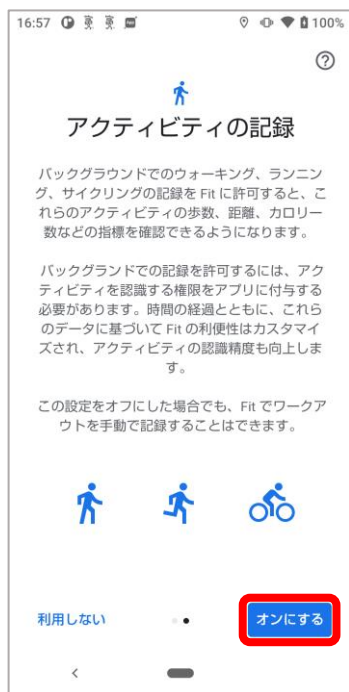 16:57
100%
アクティビティの記録
バックグラウンドでのウォーキング、ランニン
グ、サイクリングの記録を Fit に許可すると、こ
れらのアクティビティの歩数、距離、カロリー
数などの指標を確認できるようになります。
バックグランドでの記録を許可するには、アク
ティビティを認識する権限をアプリに付与する
必要があります。時間の経過とともに、これら
のデータに基づいて Fit の利便性はカスタマイ
ズされ、アクティビティの認識精度も向上しま
す。
この設定をオフにした場合でも、Fit でワークア
ウトを手動で記録することはできます。
利用しない
オンにする